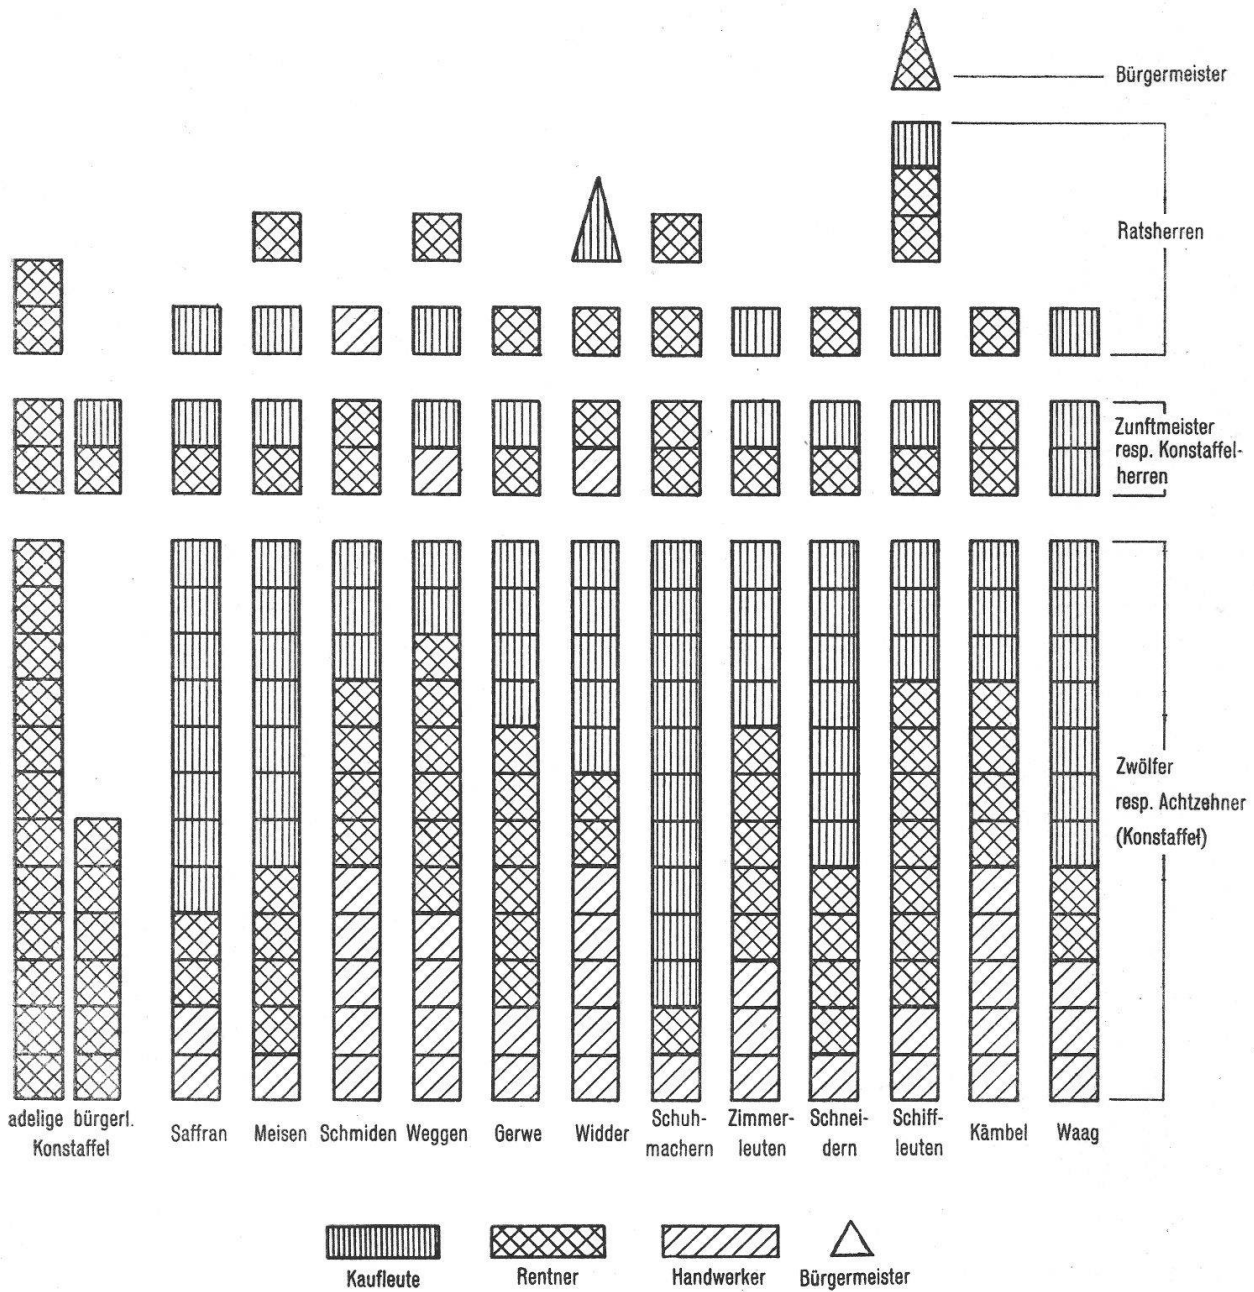 Bürgermeister
Ratsherren
Zunftmeister
resp. Konstaffel-
herren
Zwölfer
resp. Achtzehner
(Konstaffel)
adelige bürgerl.
Konstaffel
Saffran
Meisen
Schmiden
Weggen
Gerwe
Widder
Schuh-
machern
Zimmer-
leuten
Schnei-
dern
Schiff-
leuten
Kämbel
Waag
Kaufleute
Rentner
Handwerker
Bürgermeister